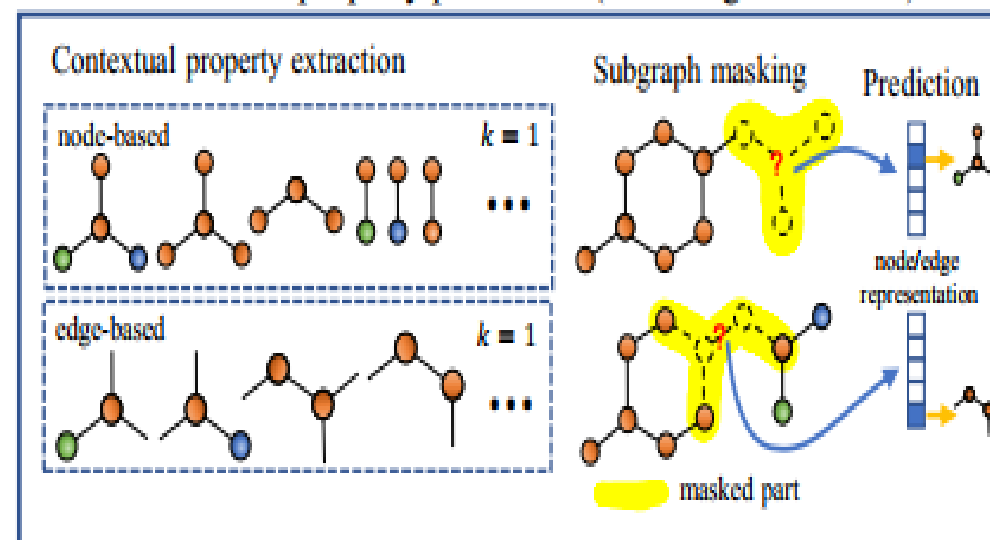 Contextual property extraction
Subgraph masking
Prediction
node-based
k = 1
?
•••
node/edge
representation
edge-based
k = 1
?
•••
masked part